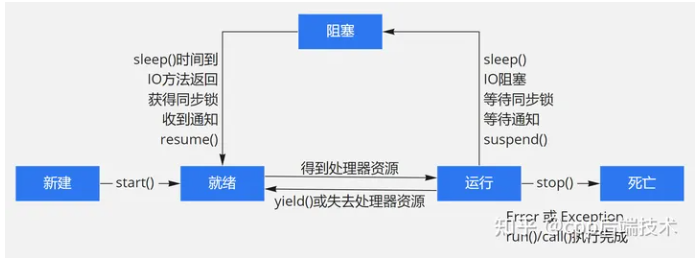 阻塞
sleep()时间到
IO方法返回
获得同步锁
收到通知
resume()
sleep()
IO阻塞
等待同步锁
等待通知
suspend()
新建
start()
就绪
得到处理器资源
yield()或失去处理器资源
运行
stop()
死亡
Error 或 Exception
run()/call()执行完成
知乎 @cpp后端技术